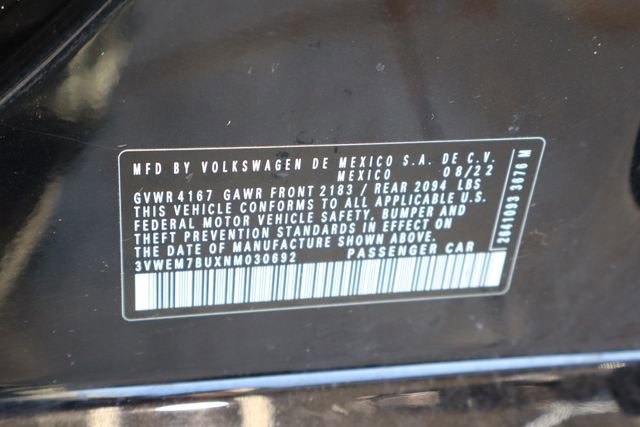 MFD BY VOLKSWAGEN DE MEXICO S.A. DE C.V.
MEXICO 08/22
GVWR 4167 GAWR FRONT 2183 / REAR 2094 LBS
THIS VEHICLE CONFORMS TO ALL APPLICABLE U.S.
FEDERAL MOTOR VEHICLE SAFETY, BUMPER AND
THEFT PREVENTION STANDARDS IN EFFECT ON
THE DATE OF MANUFACTURE SHOWN ABOVE.
3VWEM7BUXNM030692 PASSENGER CAR
2041093 3076 M